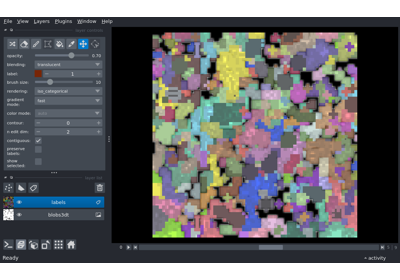 File View Layers Plugins Window Help
opacity: 0.70
blending: translucent
label: 1
brush size: 10
rendering: iso_categorical
gradient mode: fast
color mode:
contour: 0
n edit dim: 2
contiguous:
preserve labels:
show selected:
labels
blobs3dt
Ready
activity